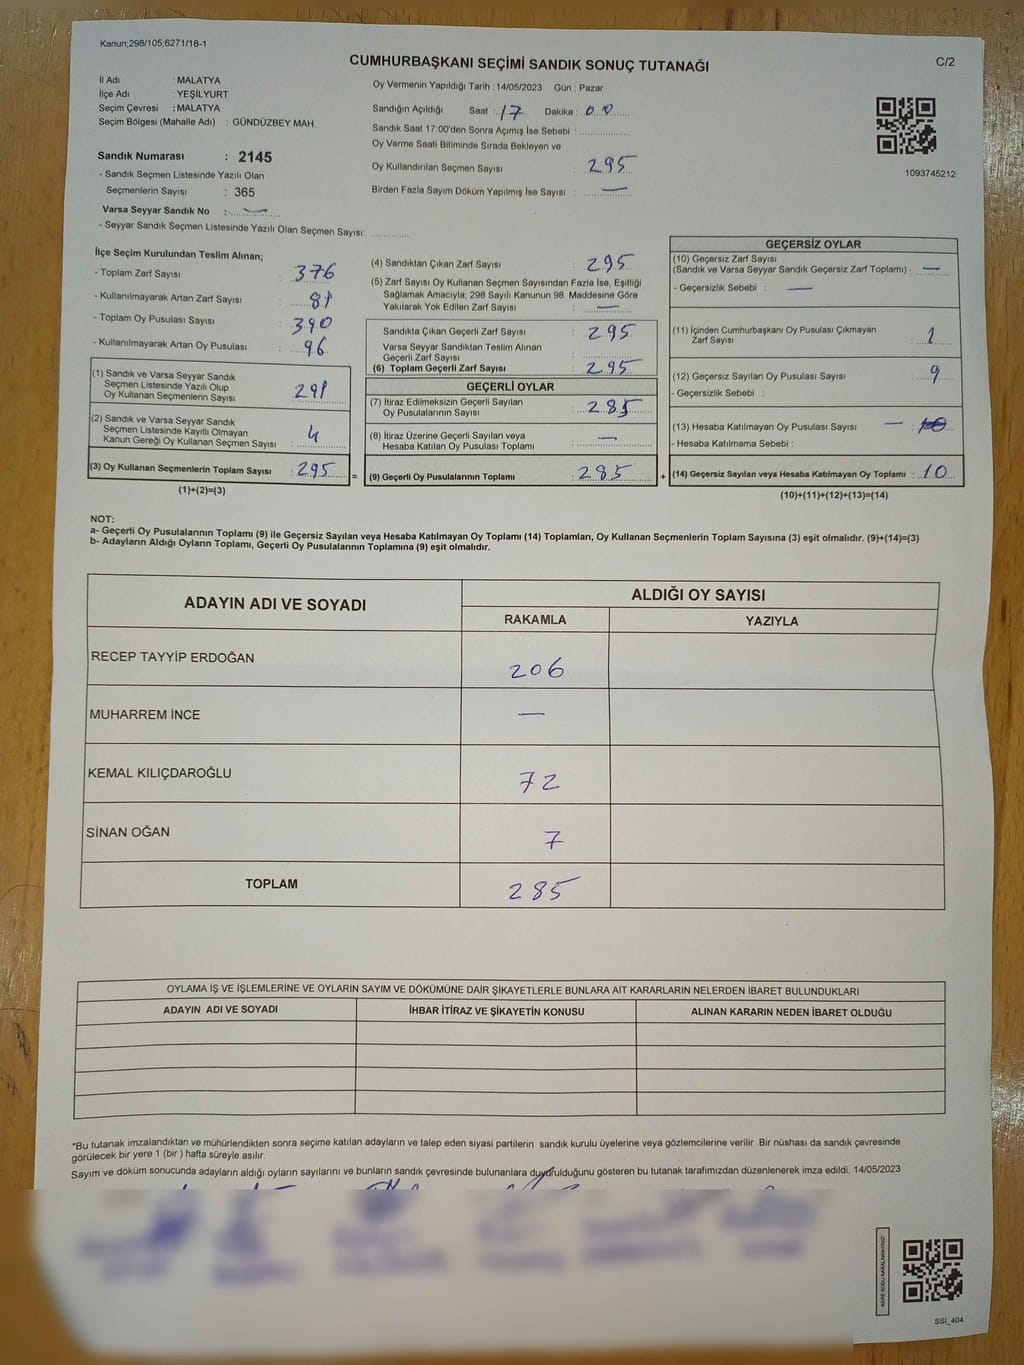 Kanun;298/105;6271/18-1
CUMHURBAŞKANI SEÇİMİ SANDIK SONUÇ TUTANAĞI
C/2
İl Adı : MALATYA
İlçe Adı : YEŞİLYURT
Seçim Çevresi : MALATYA
Seçim Bölgesi (Mahalle Adı) : GÜNDÜZBEY MAH.
Sandık Numarası : 2145
- Sandık Seçmen Listesinde Yazılı Olan
Seçmenlerin Sayısı : 365
Varsa Seyyar Sandık No : —
- Seyyar Sandık Seçmen Listesinde Yazılı Olan Seçmen Sayısı:
Oy Vermenin Yapıldığı Tarih : 14/05/2023 Gün : Pazar
Sandığın Açıldığı Saat : 17 Dakika : 00
Sandık Saat 17:00'den Sonra Açımış İse Sebebi :
Oy Verme Saati Bitiminde Sırada Bekleyen ve
Oy Kullandırılan Seçmen Sayısı : 295
Birden Fazla Sayım Döküm Yapılmış İse Sayısı : —
1093745212
İlçe Seçim Kurulundan Teslim Alınan;
- Toplam Zarf Sayısı : 376
- Kullanılmayarak Artan Zarf Sayısı : 81
- Toplam Oy Pusulası Sayısı : 390
- Kullanılmayarak Artan Oy Pusulası : 96
(1) Sandık ve Varsa Seyyar Sandık
Seçmen Listesinde Yazılı Olup
Oy Kullanan Seçmenlerin Sayısı : 291
(2) Sandık ve Varsa Seyyar Sandık
Seçmen Listesinde Kayıtlı Olmayan
Kanun Gereği Oy Kullanan Seçmen Sayısı : 4
(3) Oy Kullanan Seçmenlerin Toplam Sayısı : 295 =
(1)+(2)=(3)
(4) Sandıktan Çıkan Zarf Sayısı : 295
(5) Zarf Sayısı Oy Kullanan Seçmen Sayısından Fazla İse, Eşitliği
Sağlamak Amacıyla; 298 Sayılı Kanunun 98. Maddesine Göre
Yakılarak Yok Edilen Zarf Sayısı : —
Sandıkta Çıkan Geçerli Zarf Sayısı : 295
Varsa Seyyar Sandıktan Teslim Alınan
Geçerli Zarf Sayısı :
(6) Toplam Geçerli Zarf Sayısı : 295
GEÇERLİ OYLAR
(7) İtiraz Edilmeksizin Geçerli Sayılan
Oy Pusulalarının Sayısı : 285
(8) İtiraz Üzerine Geçerli Sayılan veya
Hesaba Katılan Oy Pusulası Toplamı : —
(9) Geçerli Oy Pusulalarının Toplamı : 285 +
GEÇERSİZ OYLAR
(10) Geçersiz Zarf Sayısı
(Sandık ve Varsa Seyyar Sandık Geçersiz Zarf Toplamı) : —
- Geçersizlik Sebebi : —
(11) İçinden Cumhurbaşkanı Oy Pusulası Çıkmayan
Zarf Sayısı : 1
(12) Geçersiz Sayılan Oy Pusulası Sayısı : 9
- Geçersizlik Sebebi :
(13) Hesaba Katılmayan Oy Pusulası Sayısı —
- Hesaba Katılmama Sebebi :
(14) Geçersiz Sayılan veya Hesaba Katılmayan Oy Toplamı : 10
(10)+(11)+(12)+(13)=(14)
NOT:
a- Geçerli Oy Pusulalarının Toplamı (9) ile Geçersiz Sayılan veya Hesaba Katılmayan Oy Toplamı (14) Toplamları, Oy Kullanan Seçmenlerin Toplam Sayısına (3) eşit olmalıdır. (9)+(14)=(3)
b- Adayların Aldığı Oyların Toplamı, Geçerli Oy Pusulalarının Toplamına (9) eşit olmalıdır.
ADAYIN ADI VE SOYADI
ALDIĞI OY SAYISI
RAKAMLA YAZIYLA
RECEP TAYYİP ERDOĞAN 206
MUHARREM İNCE —
KEMAL KILIÇDAROĞLU 72
SİNAN OĞAN 7
TOPLAM 285
OYLAMA İŞ VE İŞLEMLERİNE VE OYLARIN SAYIM VE DÖKÜMÜNE DAİR ŞİKAYETLERLE BUNLARA AİT KARARLARIN NELERDEN İBARET BULUNDUKLARI
ADAYIN ADI VE SOYADI İHBAR İTİRAZ VE ŞİKAYETİN KONUSU ALINAN KARARIN NEDEN İBARET OLDUĞU
*Bu tutanak imzalandıktan ve mühürlendikten sonra seçime katılan adayların ve talep eden siyasi partilerin sandık kurulu üyelerine veya gözlemcilerine verilir .Bir nüshası da sandık çevresinde
görülecek bir yere 1 (bir ) hafta süreyle asılır.
Sayım ve döküm sonucunda adayların aldığı oyların sayılarını ve bunların sandık çevresinde bulunanlara duyurulduğunu gösteren bu tutanak tarafımızdan düzenlenerek imza edildi. 14/05/2023
KARE KODU KARALAMAYINIZ!
SSI_404